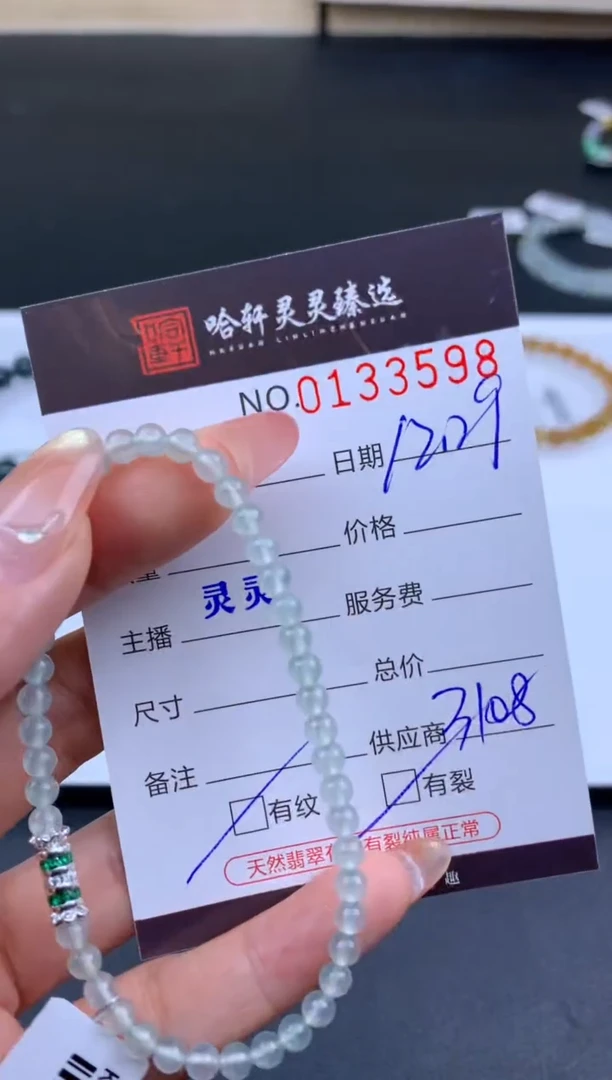 哈轩灵灵臻选
NO.0133598
日期 1229
价格
主播 灵灵 服务费
尺寸 总价
备注 供应商 3108
有纹 有裂
天然翡翠有 有裂纯属正常